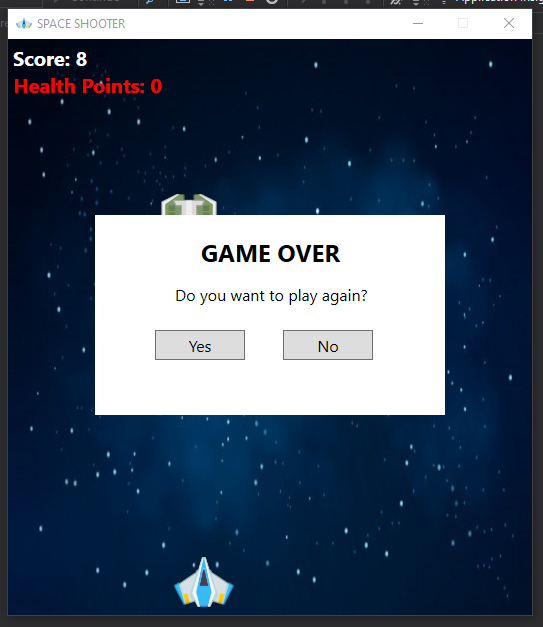 SPACE SHOOTER
Score: 8
Health Points: 0
GAME OVER
Do you want to play again?
Yes
No